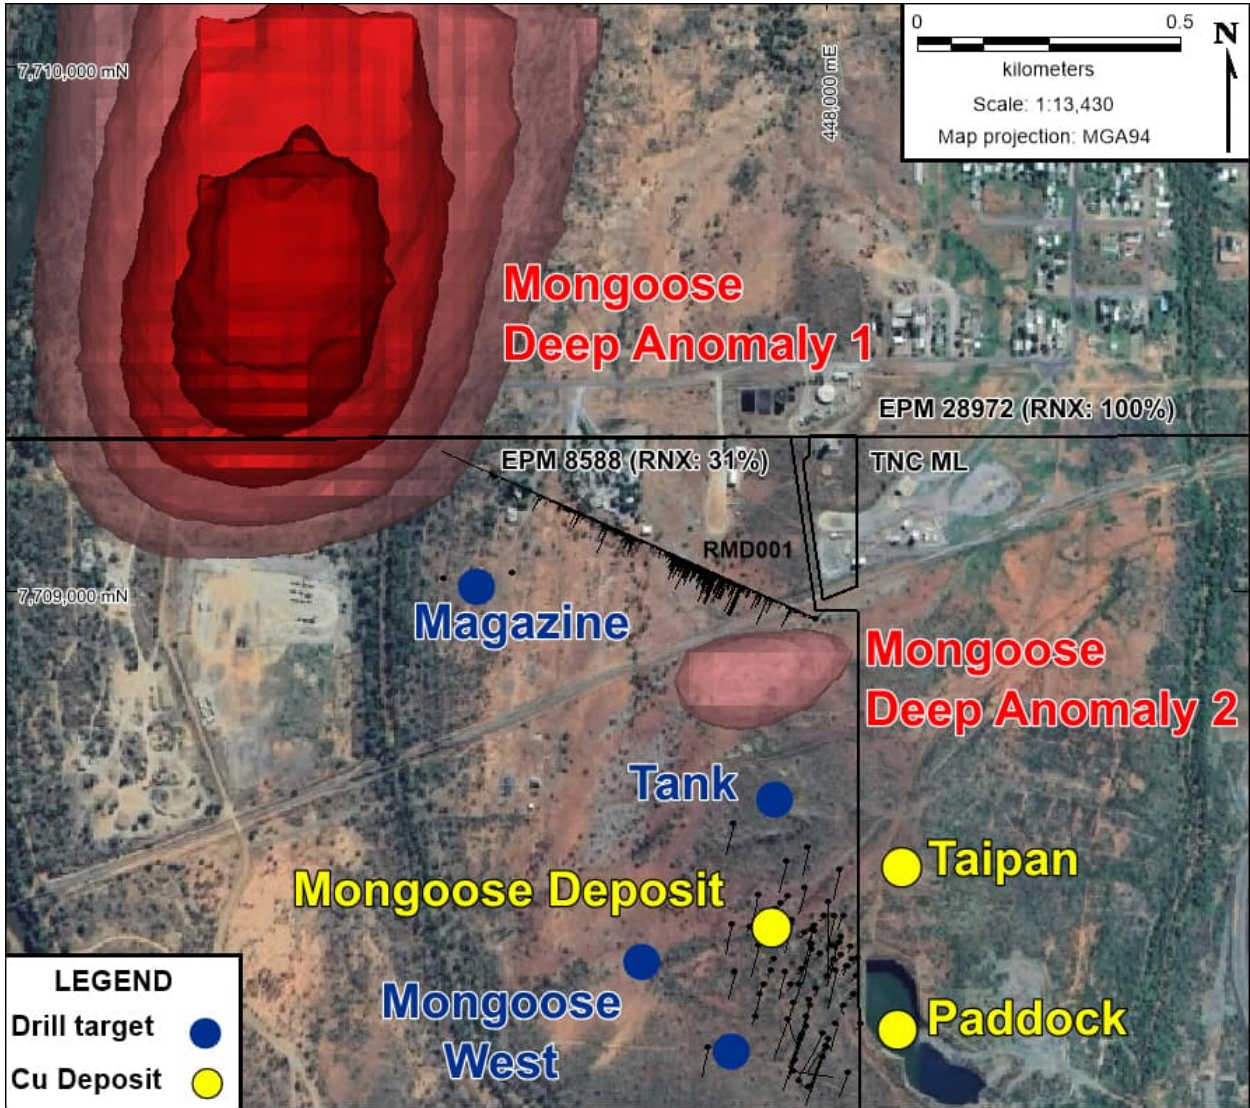 0 0.5 N
kilometers
Scale: 1:13,430
Map projection: MGA94
7,710,000 mN
448,000 mE
Mongoose
Deep Anomaly 1
EPM 28972 (RNX: 100%)
EPM 8588 (RNX: 31%)
TNC ML
RMD001
7,709,000 mN
Magazine
Mongoose
Deep Anomaly 2
Tank
Taipan
Mongoose Deposit
Mongoose
West
Paddock
LEGEND
Drill target
Cu Deposit